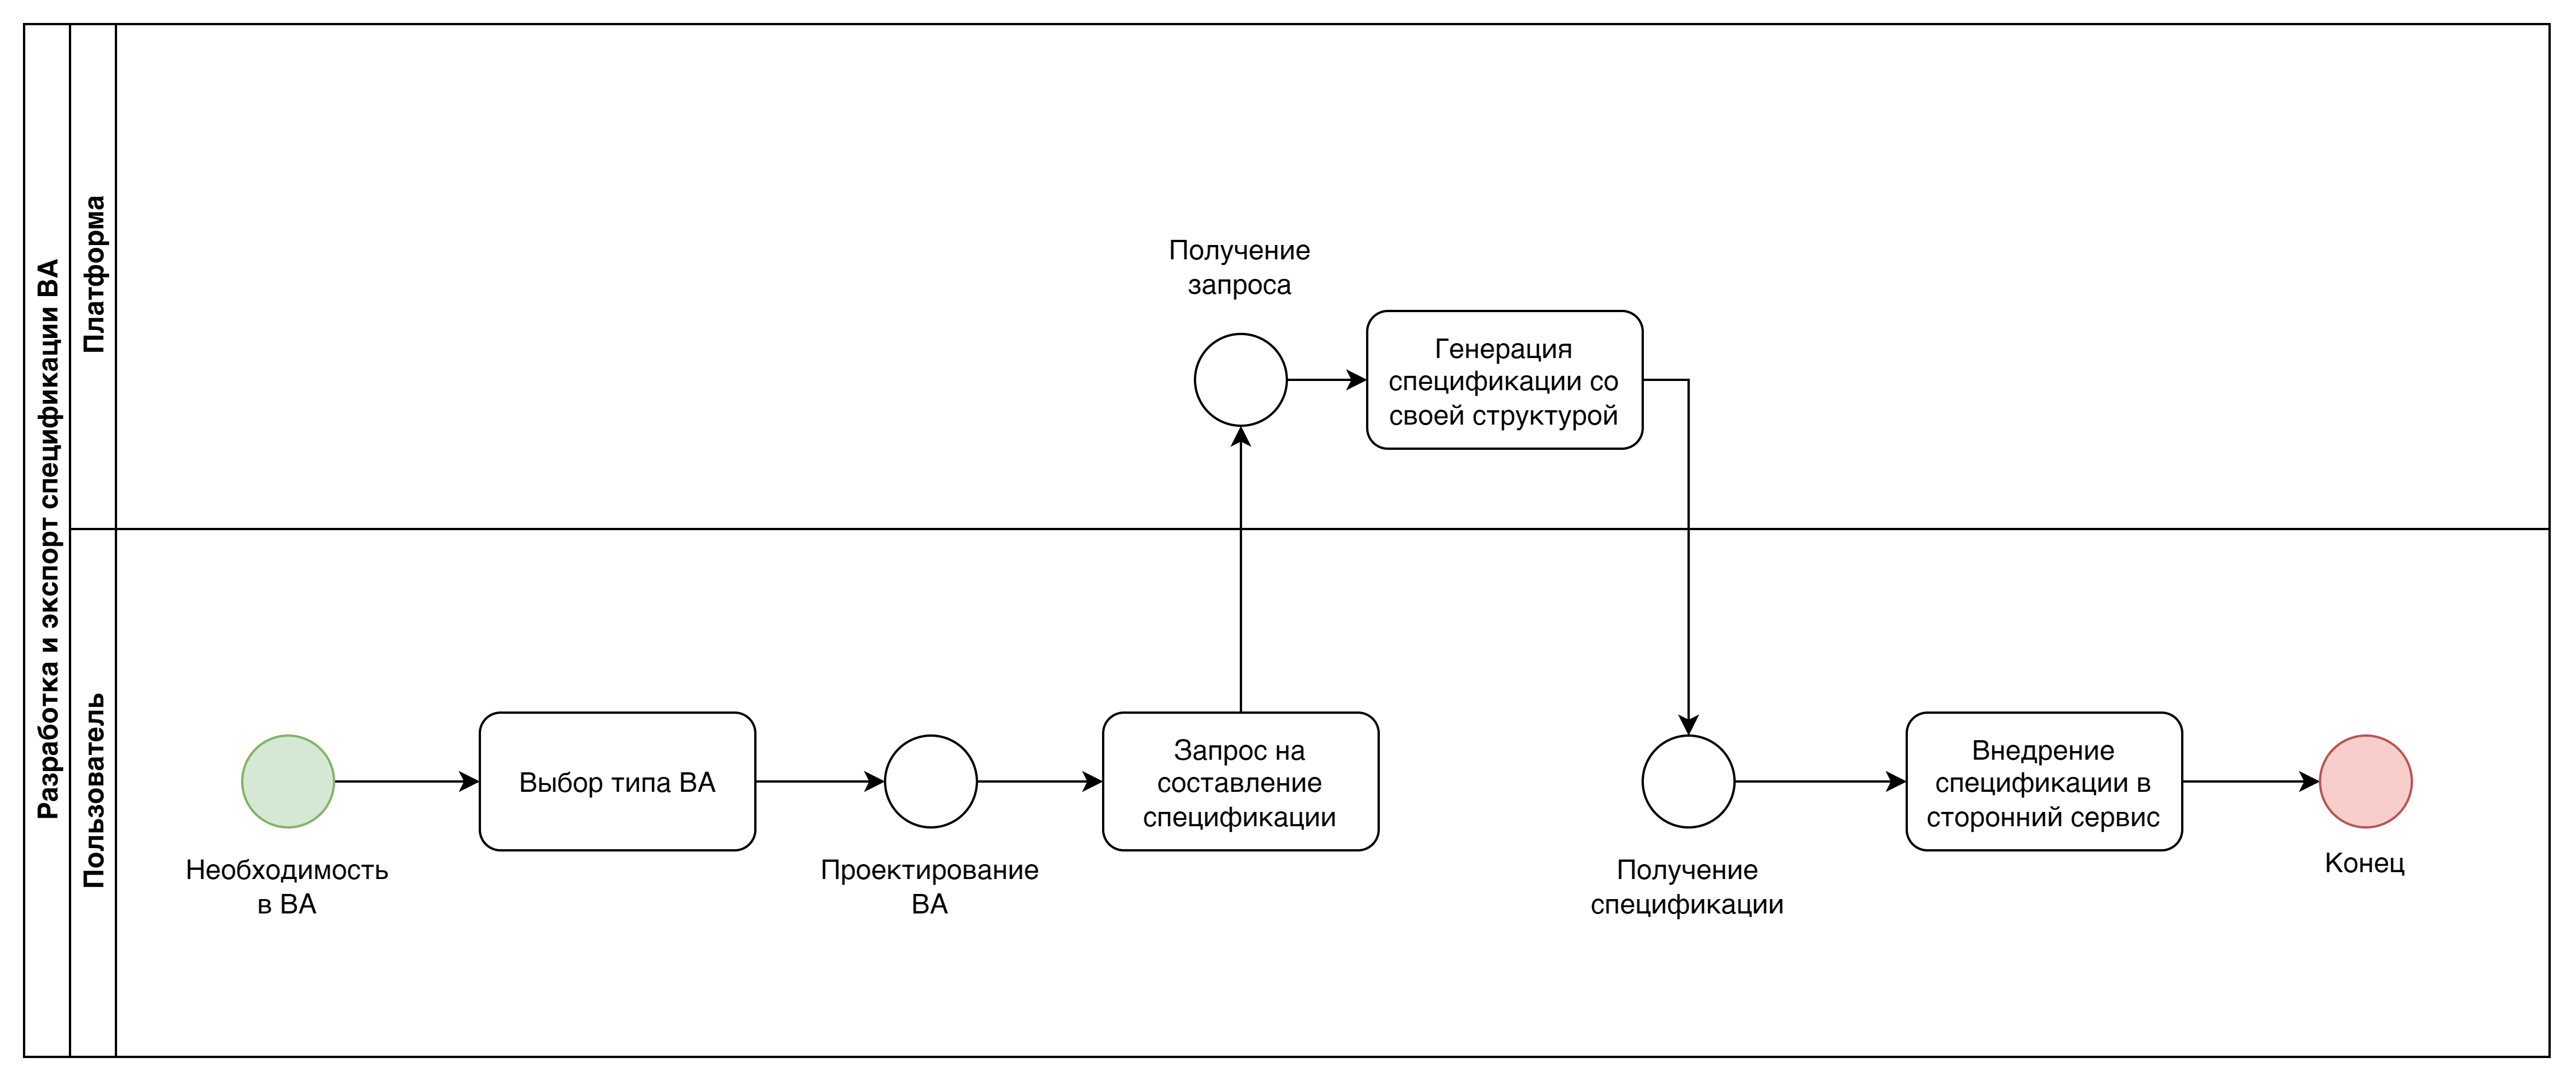 Разработка и экспорт спецификации ВА
Платформа
Получение
запроса
Генерация
спецификации со
своей структурой
Пользователь
Необходимость
в ВА
Выбор типа ВА
Проектирование
ВА
Запрос на
составление
спецификации
Получение
спецификации
Внедрение
спецификации в
сторонний сервис
Конец